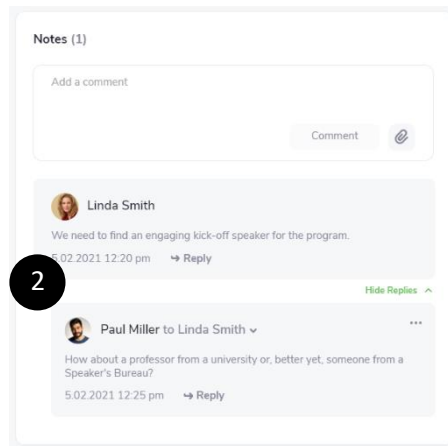 Notes (1)
Add a comment
Comment
Linda Smith
We need to find an engaging kick-off speaker for the program.
5.02.2021 12:20 pm Reply
2
Hide Replies
Paul Miller to Linda Smith
How about a professor from a university or, better yet, someone from a
Speaker's Bureau?
5.02.2021 12:25 pm Reply